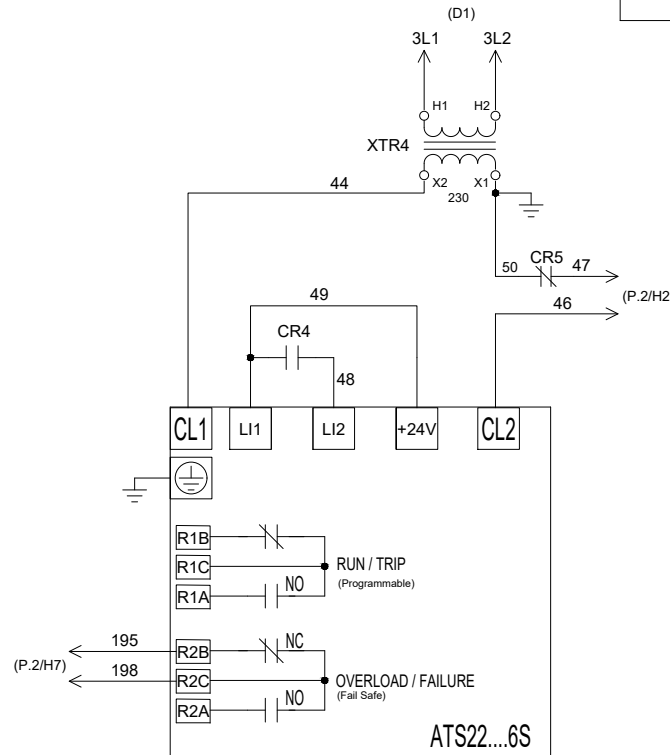 (D1)
3L1 3L2
H1 H2
XTR4
X2 X1
44
230
50 CR5 47
(P.2/H2
46
49
CR4
48
CL1 LI1 LI2 +24V CL2
R1B
R1C RUN / TRIP
(Programmable)
R1A NO
195
R2B NC
(P.2/H7)
198
R2C OVERLOAD / FAILURE
(Fail Safe)
R2A NO
ATS22....6S